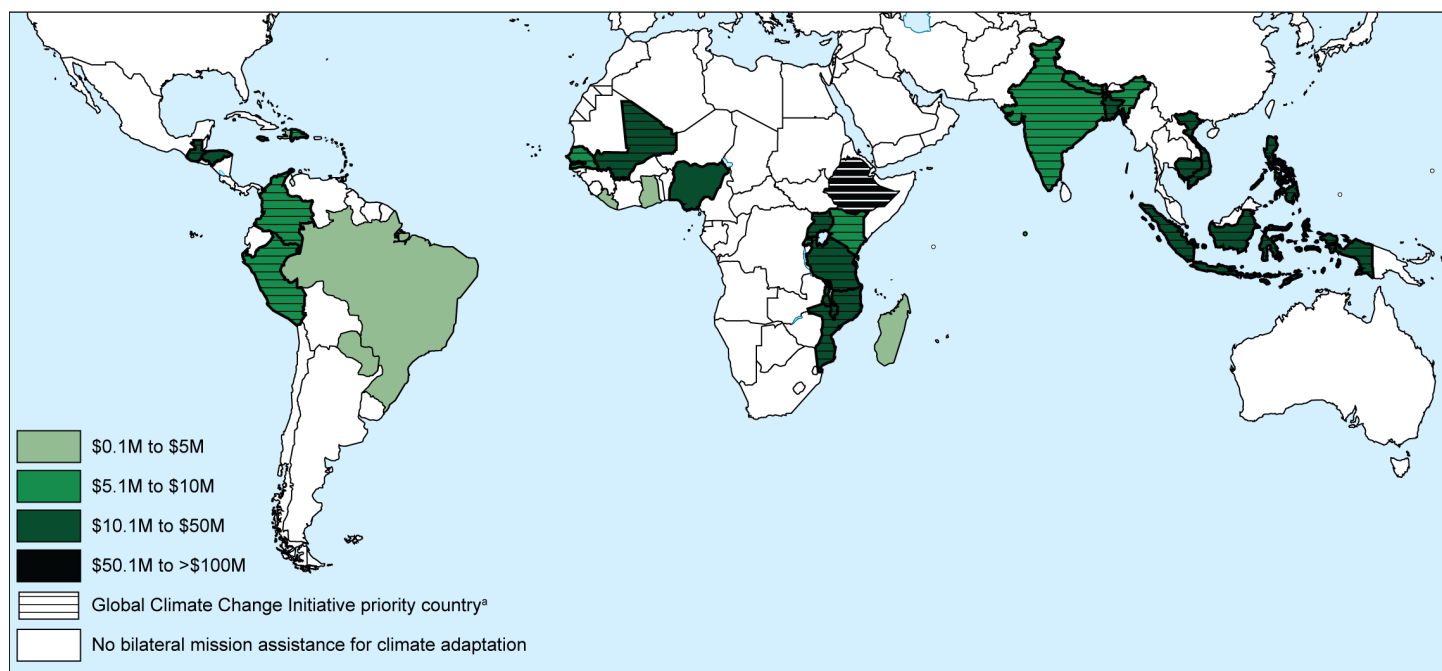 $0.1M to $5M
$5.1M to $10M
$10.1M to $50M
$50.1M to >$100M
Global Climate Change Initiative priority countryᵃ
No bilateral mission assistance for climate adaptation